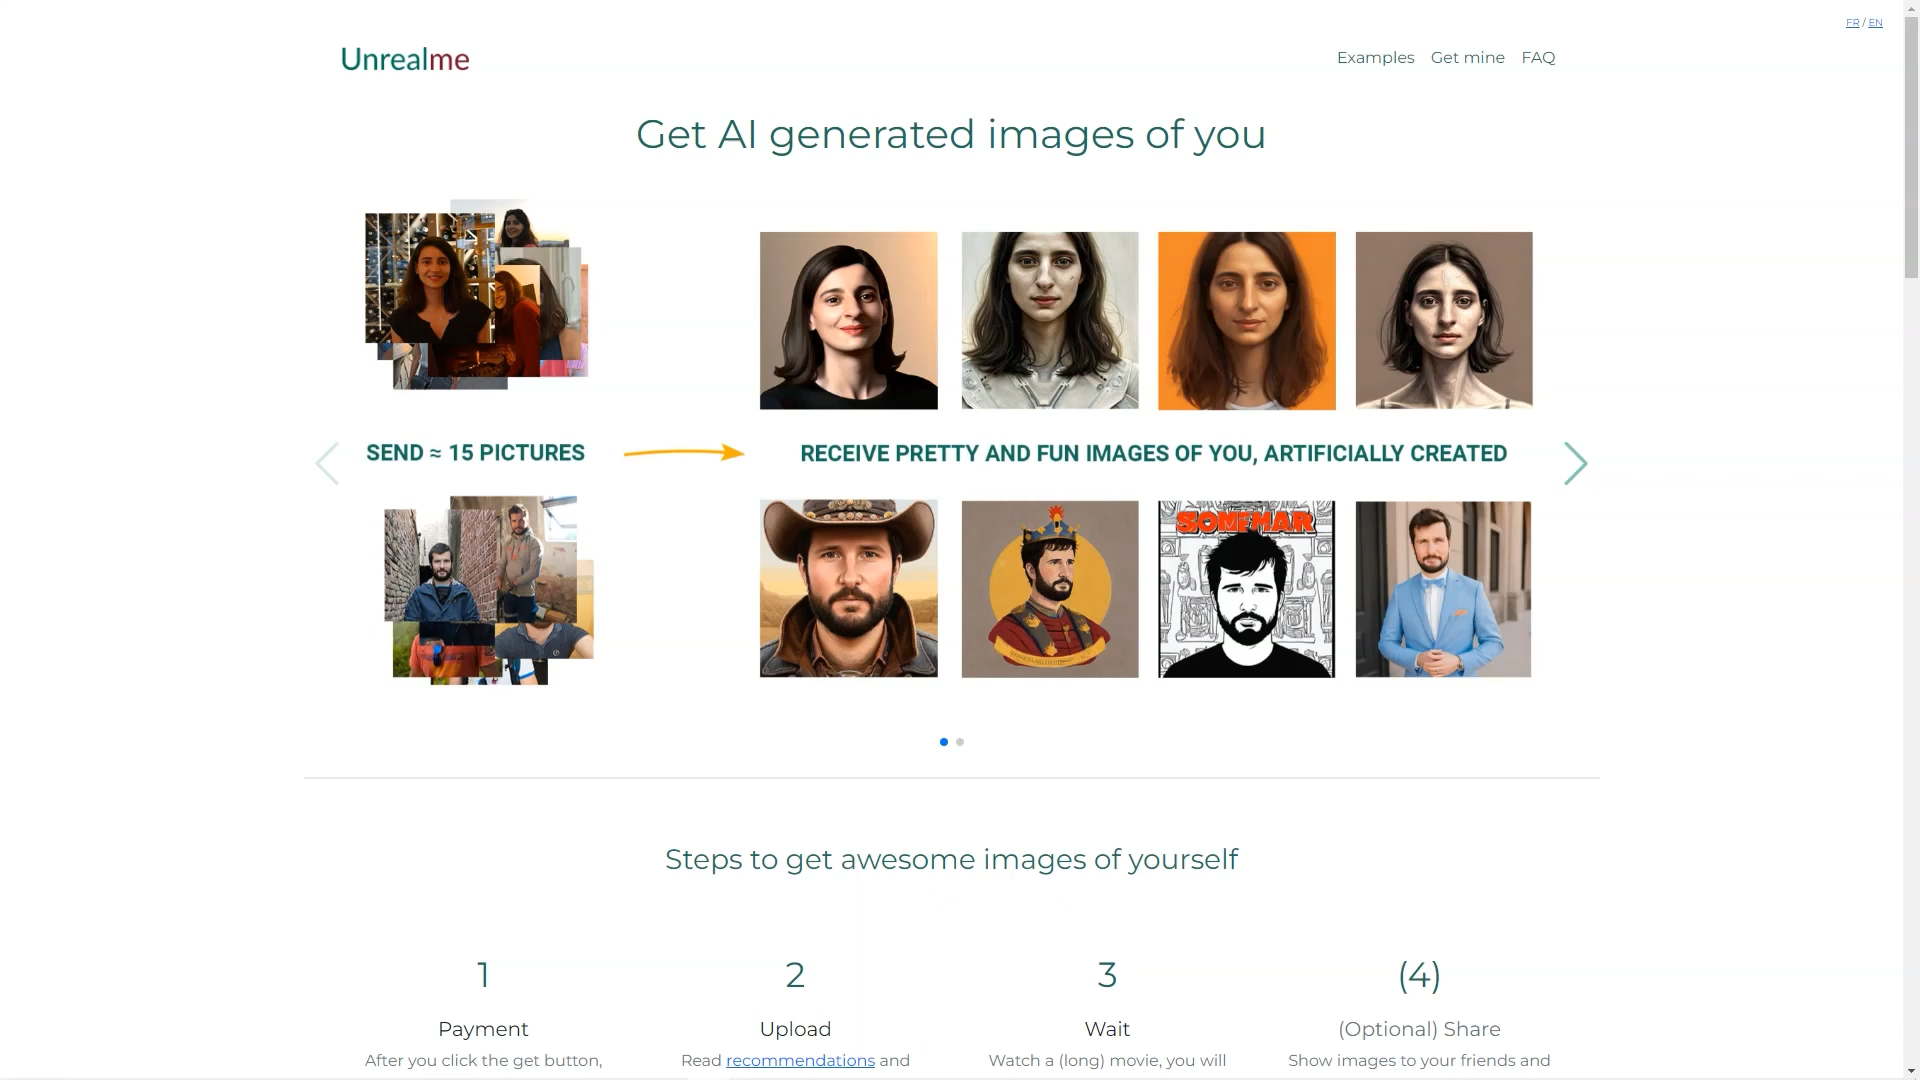 FR / EN
Unrealme
Examples Get mine FAQ
Get AI generated images of you
SEND ≈ 15 PICTURES
RECEIVE PRETTY AND FUN IMAGES OF YOU, ARTIFICIALLY CREATED
SOMEMAR
Steps to get awesome images of yourself
1
Payment
After you click the get button,
2
Upload
Read recommendations and
3
Wait
Watch a (long) movie, you will
(4)
(Optional) Share
Show images to your friends and